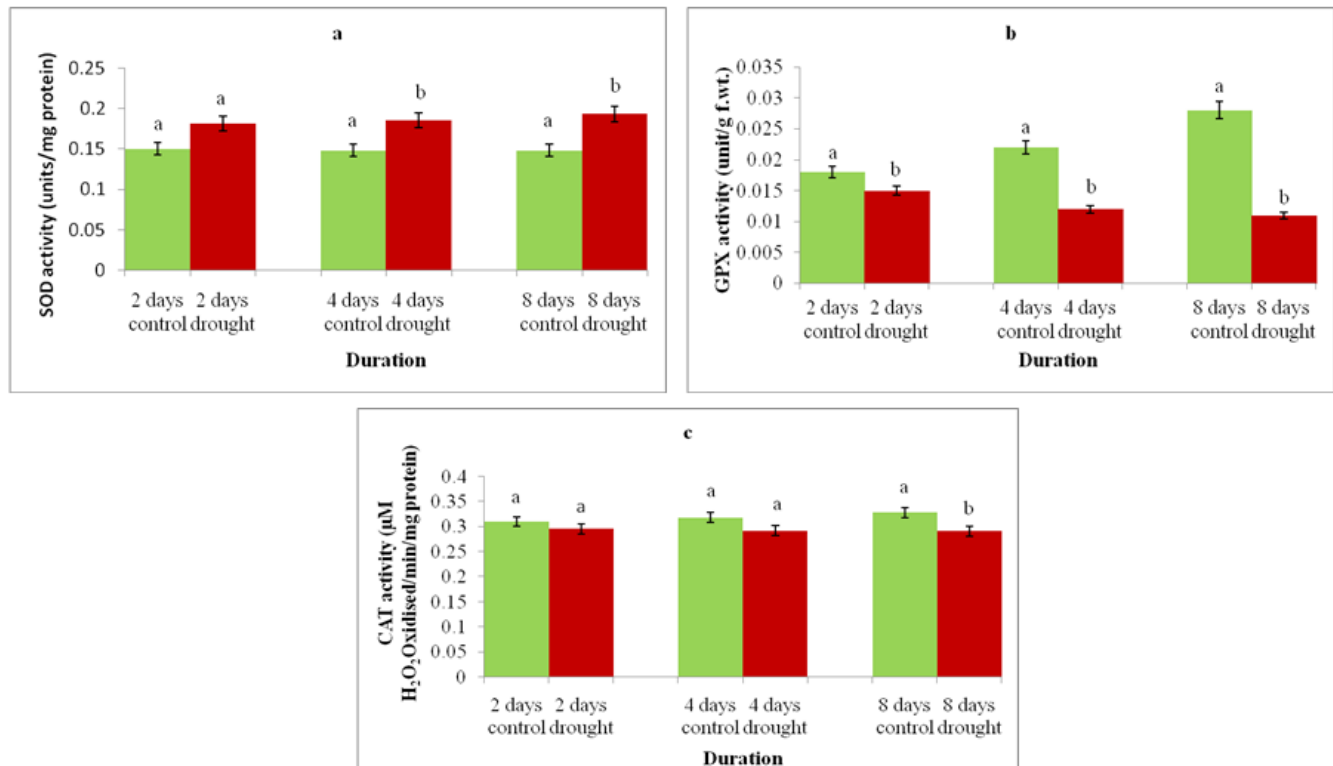 a
SOD activity (units/mg protein)
0.25
0.2
0.15
0.1
0.05
0
a a a b a b
2 days 2 days 4 days 4 days 8 days 8 days
control drought control drought control drought
Duration
b
GPX activity (unit/g f.wt.)
0.035
0.03
0.025
0.02
0.015
0.01
0.005
0
a b a b a b
2 days 2 days 4 days 4 days 8 days 8 days
control drought control drought control drought
Duration
c
CAT activity (µM
H₂O₂Oxidised/min/mg protein)
0.4
0.35
0.3
0.25
0.2
0.15
0.1
0.05
0
a a a a a b
2 days 2 days 4 days 4 days 8 days 8 days
control drought control drought control drought
Duration